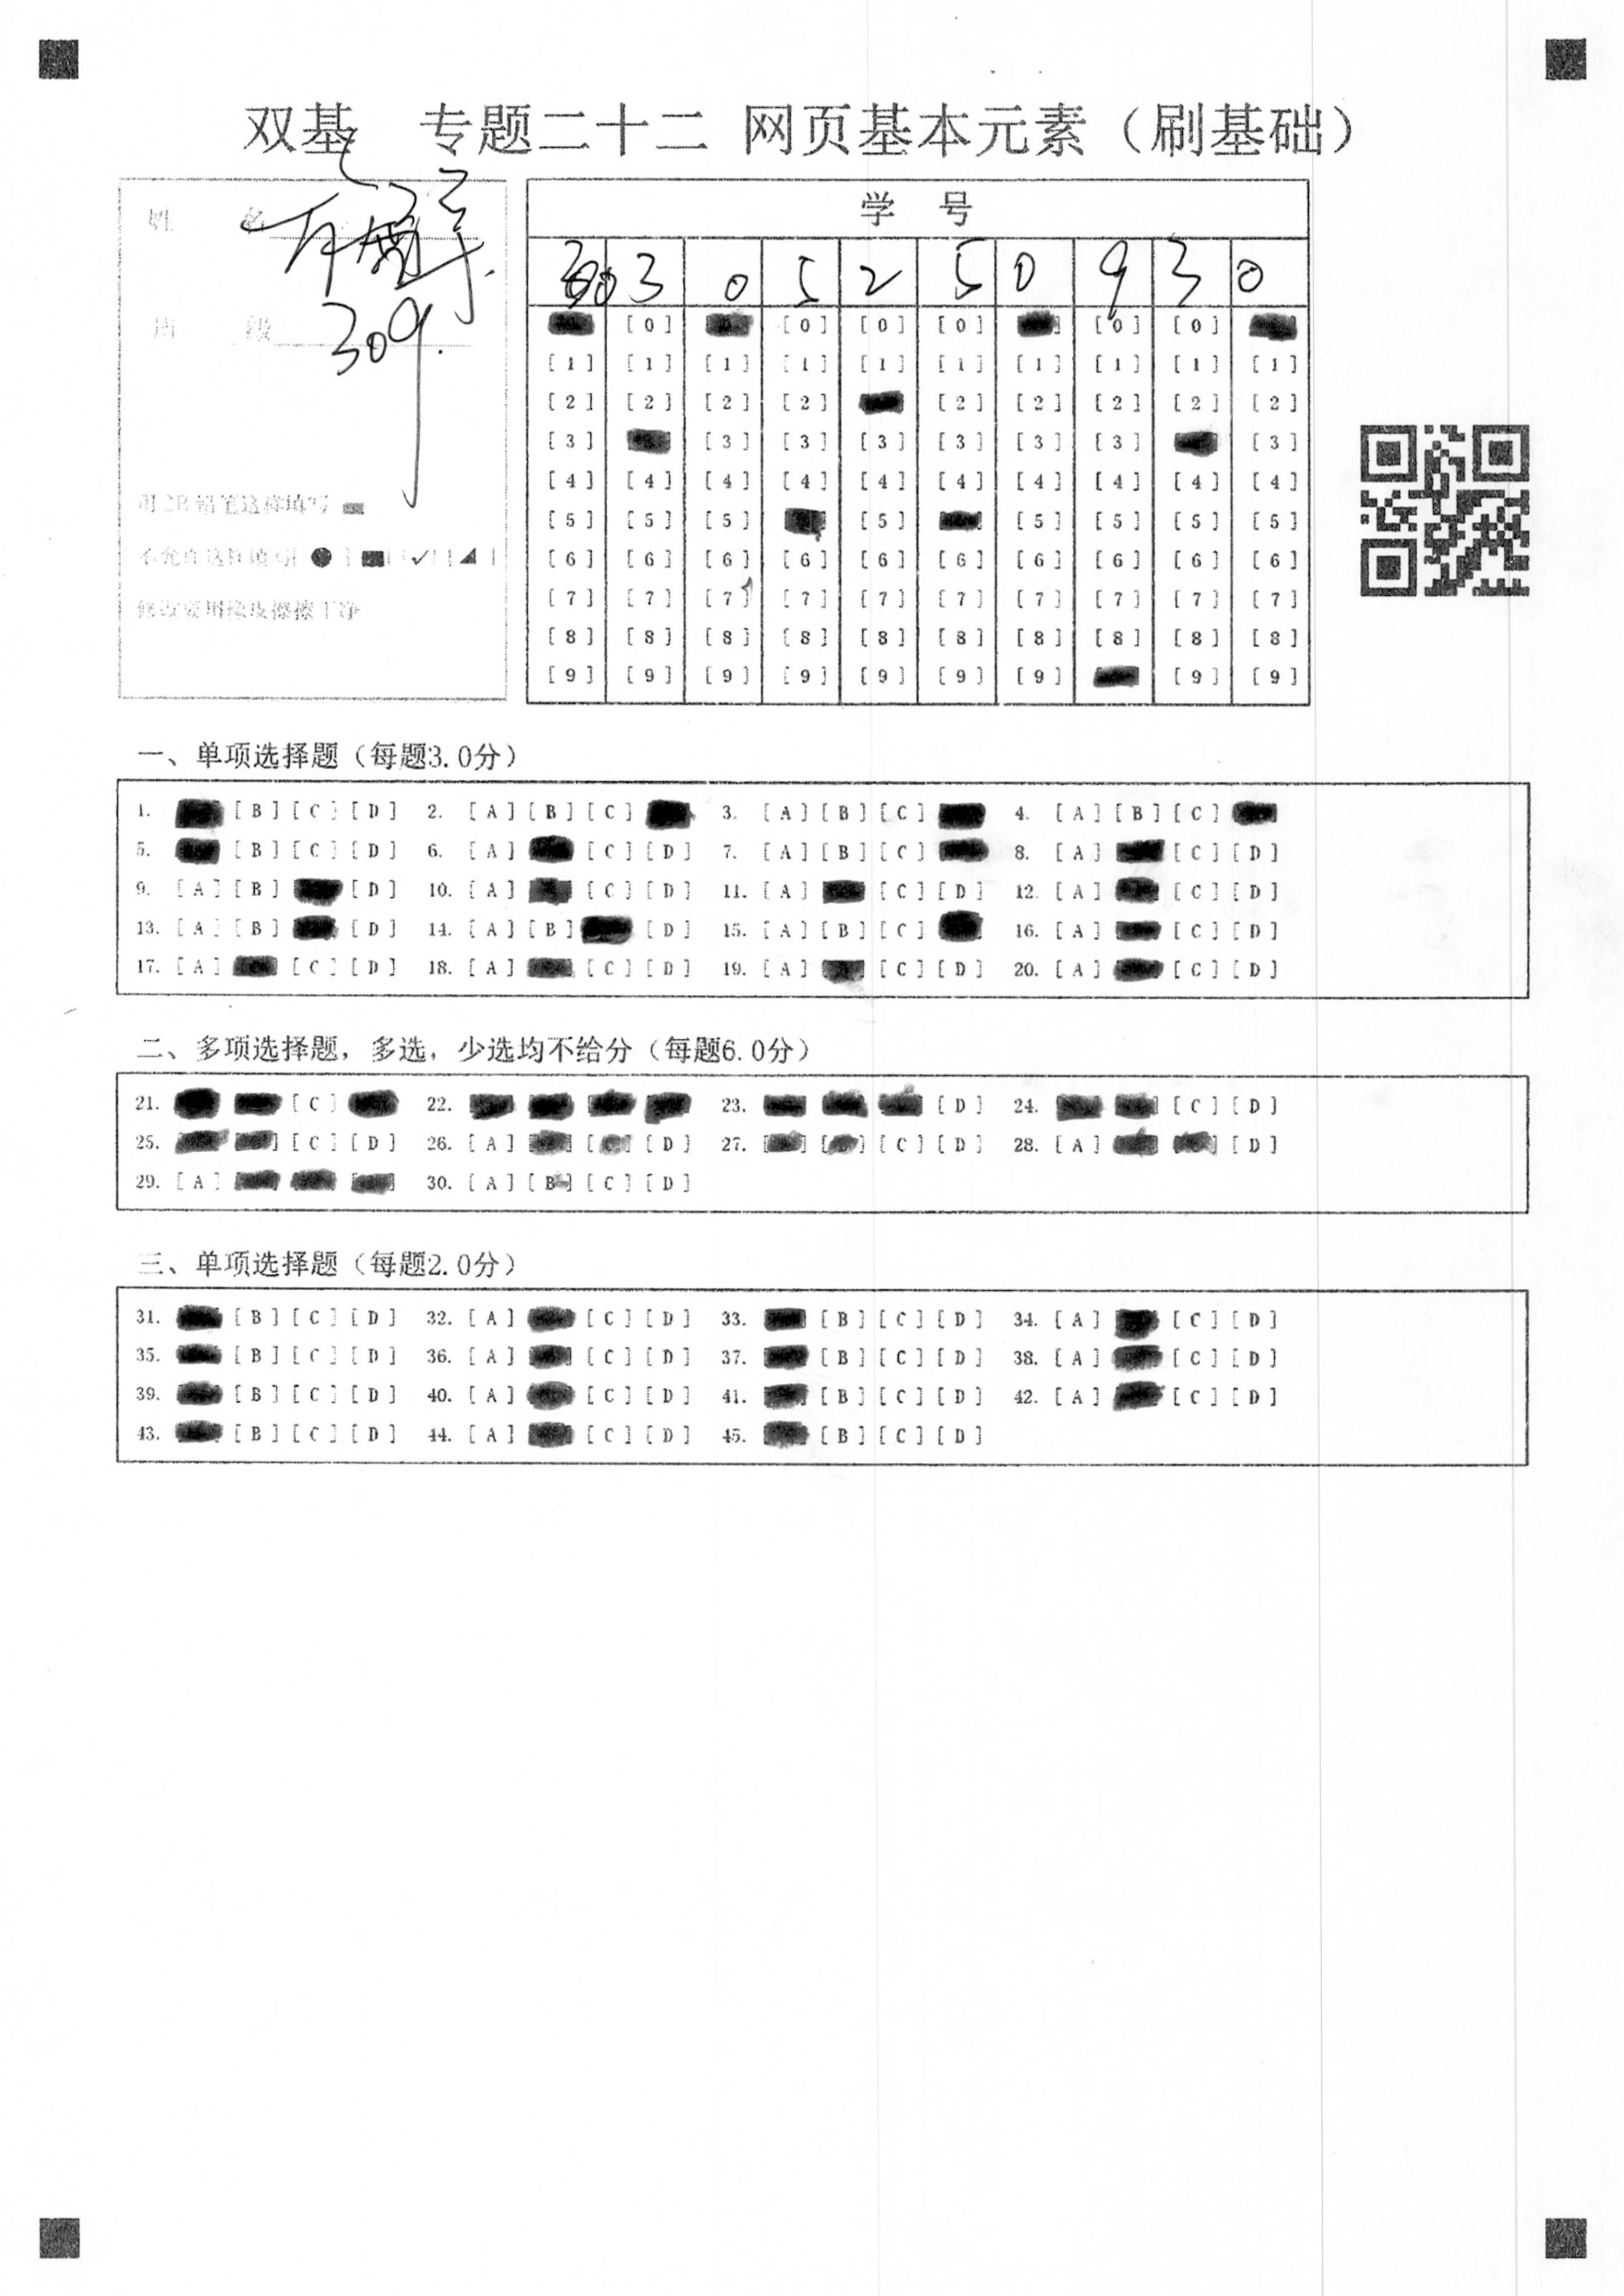 双基 专题二十二 网页基本元素（刷基础）
姓 名
班 级
309.
用2B铅笔这样填写
不允许这样填写
修改要用橡皮擦擦干净
学 号
3 0 5 2 5 0 9 3 0
[0] [0] [0] [0] [0] [0]
[1] [1] [1] [1] [1] [1] [1] [1] [1] [1]
[2] [2] [2] [2] [2] [2] [2] [2] [2]
[3] [3] [3] [3] [3] [3] [3] [3]
[4] [4] [4] [4] [4] [4] [4] [4] [4] [4]
[5] [5] [5] [5] [5] [5] [5] [5]
[6] [6] [6] [6] [6] [6] [6] [6] [6] [6]
[7] [7] [7] [7] [7] [7] [7] [7] [7] [7]
[8] [8] [8] [8] [8] [8] [8] [8] [8] [8]
[9] [9] [9] [9] [9] [9] [9] [9] [9]
一、单项选择题（每题3.0分）
1. [B] [C] [D] 2. [A] [B] [C] 3. [A] [B] [C] 4. [A] [B] [C]
5. [B] [C] [D] 6. [A] [C] [D] 7. [A] [B] [C] 8. [A] [C] [D]
9. [A] [B] [D] 10. [A] [C] [D] 11. [A] [C] [D] 12. [A] [C] [D]
13. [A] [B] [D] 14. [A] [B] [D] 15. [A] [B] [C] 16. [A] [C] [D]
17. [A] [C] [D] 18. [A] [C] [D] 19. [A] [C] [D] 20. [A] [C] [D]
二、多项选择题，多选，少选均不给分（每题6.0分）
21. [C] 22. 23. [D] 24. [C] [D]
25. [C] [D] 26. [A] [C] [D] 27. [C] [D] 28. [A] [D]
29. [A] 30. [A] [B] [C] [D]
三、单项选择题（每题2.0分）
31. [B] [C] [D] 32. [A] [C] [D] 33. [B] [C] [D] 34. [A] [C] [D]
35. [B] [C] [D] 36. [A] [C] [D] 37. [B] [C] [D] 38. [A] [C] [D]
39. [B] [C] [D] 40. [A] [C] [D] 41. [B] [C] [D] 42. [A] [C] [D]
43. [B] [C] [D] 44. [A] [C] [D] 45. [B] [C] [D]